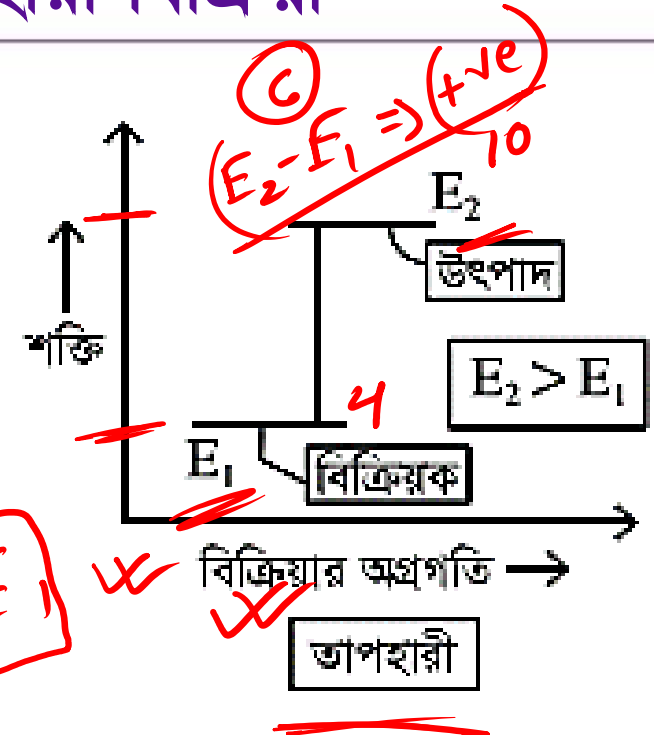 6
(E₂-E₁ => (+ve)
10
E₂
উৎপাদ
শক্তি
E₂ > E₁
4
E₁
বিক্রিয়ক
বিক্রিয়ার অগ্রগতি →
তাপহারী